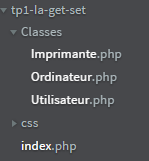 tp1-la-get-set
Classes
Imprimante.php
Ordinateur.php
Utilisateur.php
css
index.php